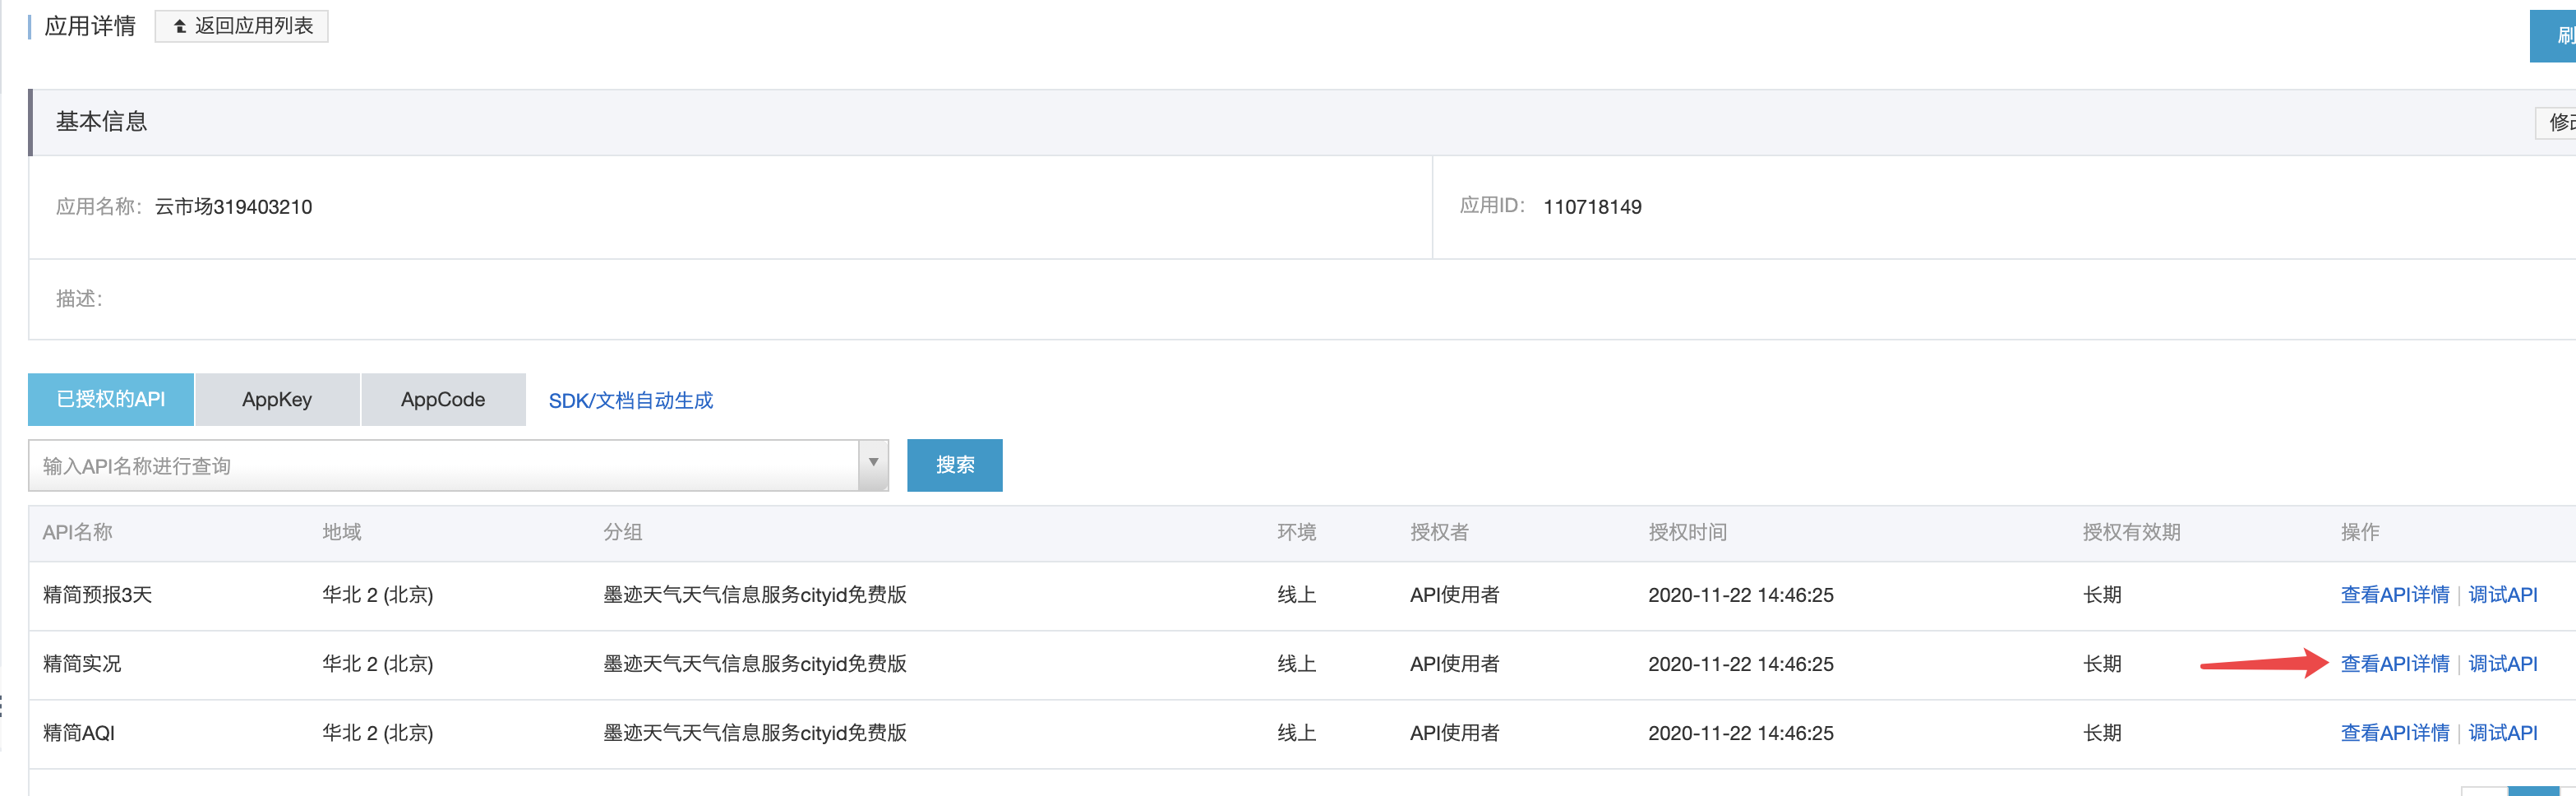 应用详情 返回应用列表
基本信息
应用名称： 云市场319403210 应用ID： 110718149
描述：
已授权的API AppKey AppCode SDK/文档自动生成
输入API名称进行查询 搜索
API名称 地域 分组 环境 授权者 授权时间 授权有效期 操作
精简预报3天 华北 2 (北京) 墨迹天气天气信息服务cityid免费版 线上 API使用者 2020-11-22 14:46:25 长期 查看API详情 | 调试API
精简实况 华北 2 (北京) 墨迹天气天气信息服务cityid免费版 线上 API使用者 2020-11-22 14:46:25 长期 查看API详情 | 调试API
精简AQI 华北 2 (北京) 墨迹天气天气信息服务cityid免费版 线上 API使用者 2020-11-22 14:46:25 长期 查看API详情 | 调试API